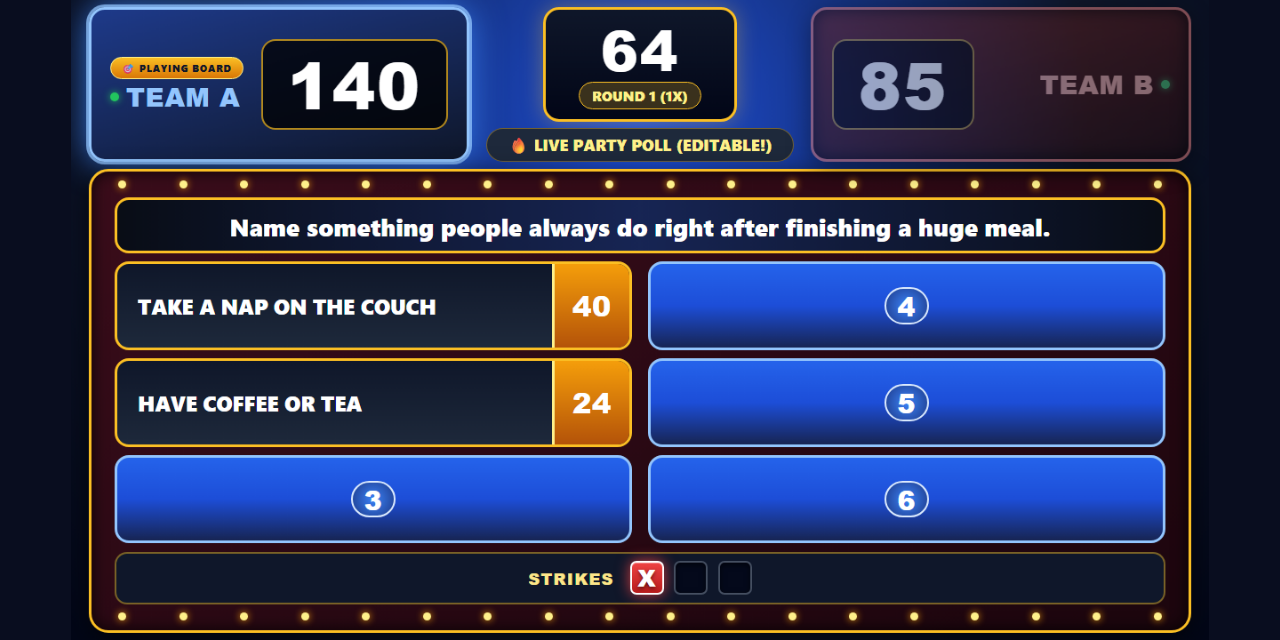 🎯 PLAYING BOARD
TEAM A
140
64
ROUND 1 (1X)
🔥 LIVE PARTY POLL (EDITABLE!)
85
TEAM B
Name something people always do right after finishing a huge meal.
TAKE A NAP ON THE COUCH 40
4
HAVE COFFEE OR TEA 24
5
3
6
STRIKES X